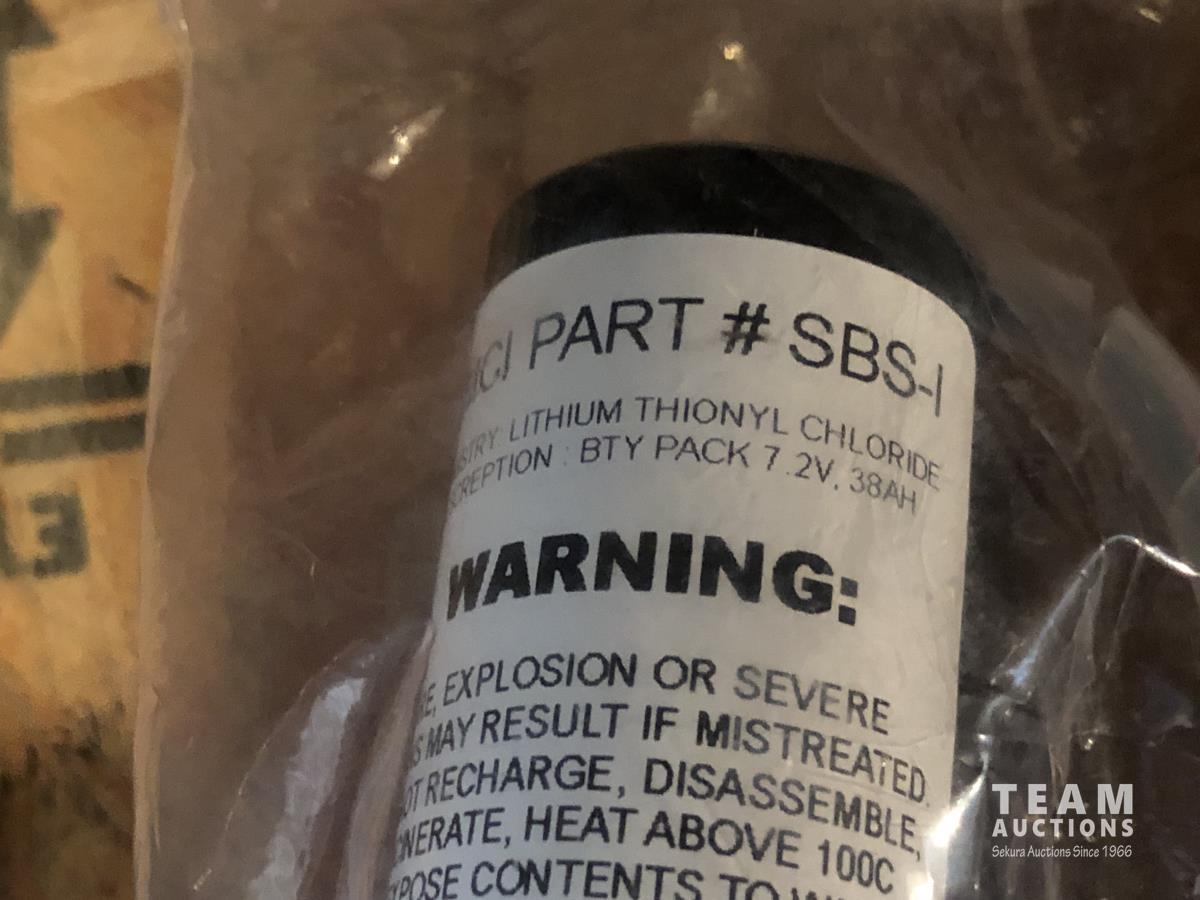 PART # SBS-I
LITHIUM THIONYL CHLORIDE
: BTY PACK 7.2V, 38AH
WARNING:
EXPLOSION OR SEVERE
MAY RESULT IF MISTREATED.
RECHARGE, DISASSEMBLE,
HEAT ABOVE 100C
CONTENTS TO
TEAM
AUCTIONS
Sekura Auctions Since 1966